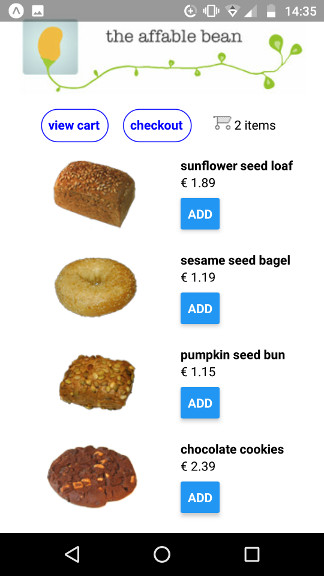 14:35
the affable bean
view cart
checkout
2 items
sunflower seed loaf
€ 1.89
ADD
sesame seed bagel
€ 1.19
ADD
pumpkin seed bun
€ 1.15
ADD
chocolate cookies
€ 2.39
ADD